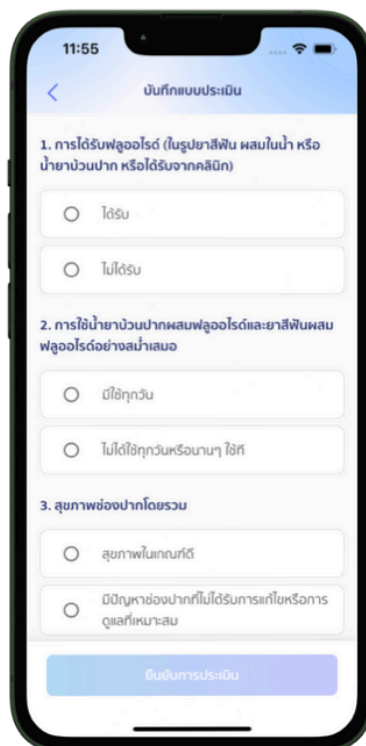 11:55
บันทึกแบบประเมิน
1. การได้รับฟลูออไรด์ (ในรูปยาสีฟัน ผสมในน้ำ หรือ
น้ำยาบ้วนปาก หรือได้รับจากคลินิก)
ได้รับ
ไม่ได้รับ
2. การใช้น้ำยาบ้วนปากผสมฟลูออไรด์และยาสีฟันผสม
ฟลูออไรด์อย่างสม่ำเสมอ
มีใช้ทุกวัน
ไม่ได้ใช้ทุกวันหรือนานๆ ใช้ที
3. สุขภาพช่องปากโดยรวม
สุขภาพในเกณฑ์ดี
มีปัญหาช่องปากที่ไม่ได้รับการแก้ไขหรือการ
ดูแลที่เหมาะสม
ยืนยันการประเมิน